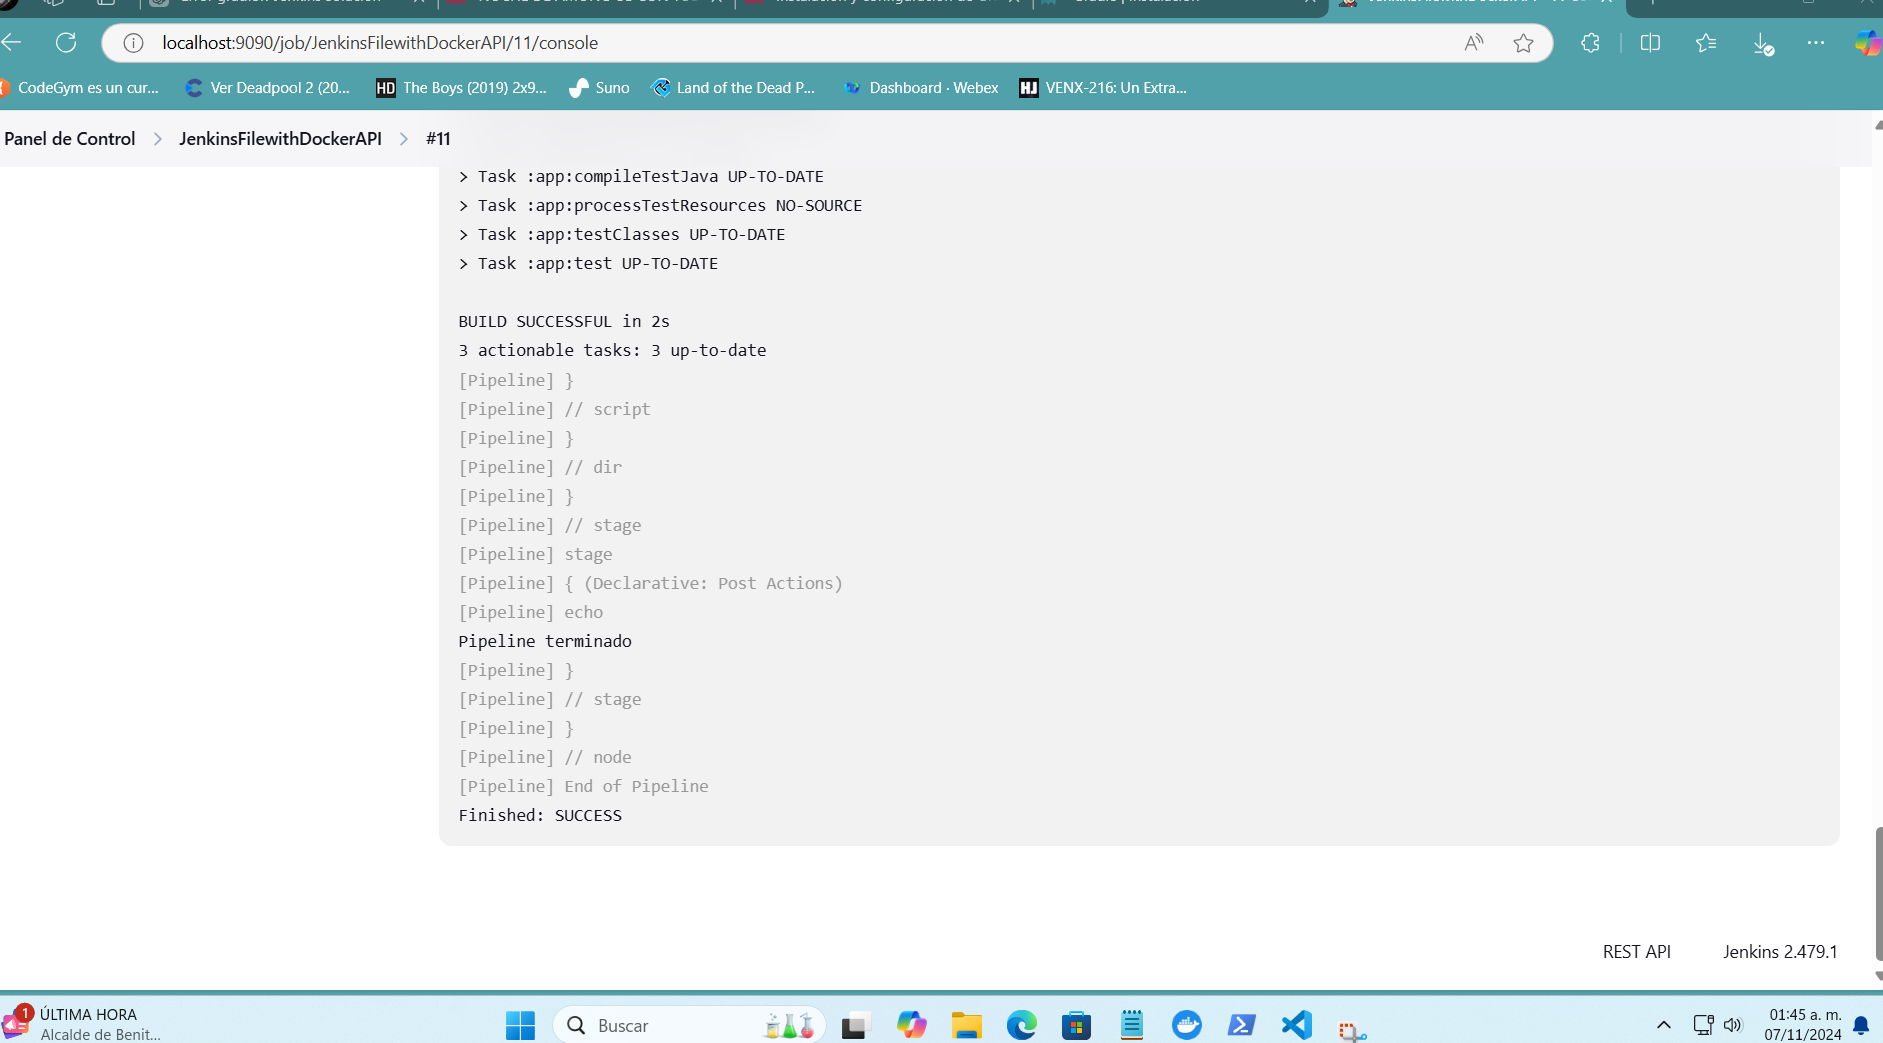 localhost:9090/job/JenkinsFilewithDockerAPI/11/console
CodeGym es un cur...
Ver Deadpool 2 (20...
HD The Boys (2019) 2x9...
Suno
Land of the Dead P...
Dashboard · Webex
HJ VENX-216: Un Extra...
Panel de Control > JenkinsFilewithDockerAPI > #11
> Task :app:compileTestJava UP-TO-DATE
> Task :app:processTestResources NO-SOURCE
> Task :app:testClasses UP-TO-DATE
> Task :app:test UP-TO-DATE
BUILD SUCCESSFUL in 2s
3 actionable tasks: 3 up-to-date
[Pipeline] }
[Pipeline] // script
[Pipeline] }
[Pipeline] // dir
[Pipeline] }
[Pipeline] // stage
[Pipeline] stage
[Pipeline] { (Declarative: Post Actions)
[Pipeline] echo
Pipeline terminado
[Pipeline] }
[Pipeline] // stage
[Pipeline] }
[Pipeline] // node
[Pipeline] End of Pipeline
Finished: SUCCESS
REST API
Jenkins 2.479.1
1
ÚLTIMA HORA
Alcalde de Benit...
Buscar
01:45 a. m.
07/11/2024